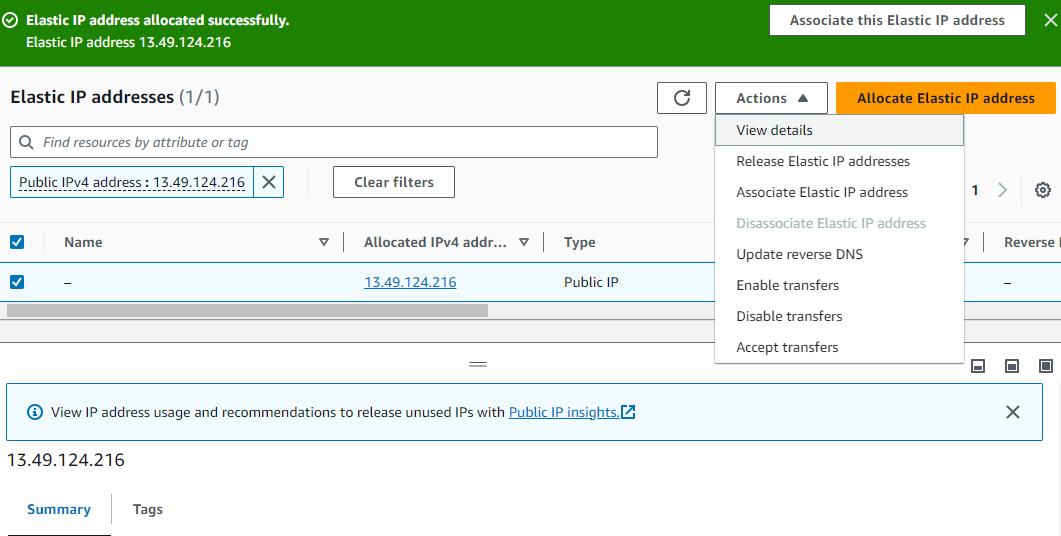 Elastic IP address allocated successfully.
Elastic IP address 13.49.124.216
Associate this Elastic IP address
Elastic IP addresses (1/1)
Actions
Allocate Elastic IP address
Find resources by attribute or tag
View details
Release Elastic IP addresses
Associate Elastic IP address
Disassociate Elastic IP address
Update reverse DNS
Enable transfers
Disable transfers
Accept transfers
Public IPv4 address : 13.49.124.216
Clear filters
1
Name
Allocated IPv4 addr...
Type
Reverse
–
13.49.124.216
Public IP
–
View IP address usage and recommendations to release unused IPs with Public IP insights.
13.49.124.216
Summary
Tags